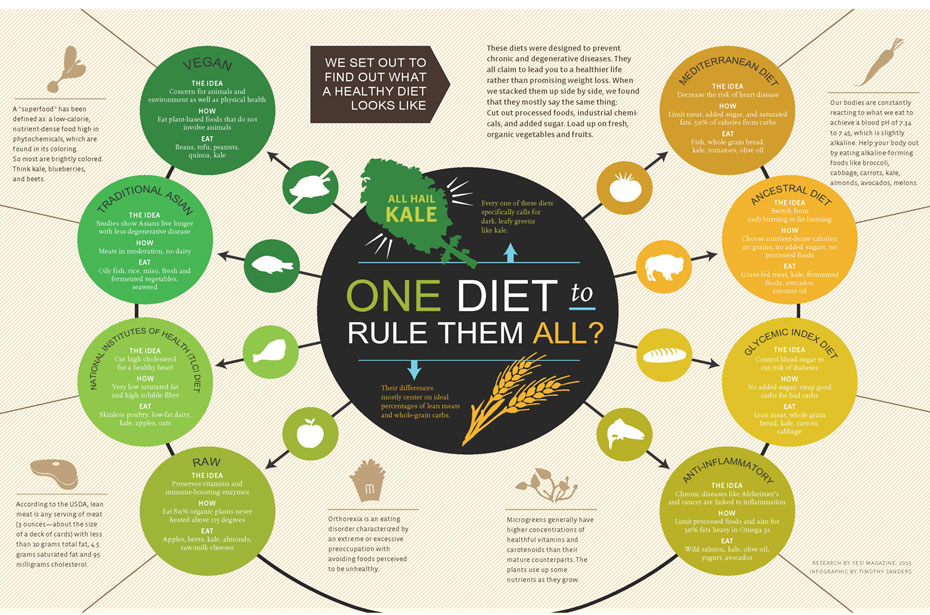 WE SET OUT TO
FIND OUT WHAT
A HEALTHY DIET
LOOKS LIKE
These diets were designed to prevent
chronic and degenerative diseases. They
all claim to lead you to a healthier life
rather than promising weight loss. When
we stacked them up side by side, we found
that they mostly say the same thing:
Cut out processed foods, industrial chemi-
cals, and added sugar. Load up on fresh,
organic vegetables and fruits.
A “superfood” has been
defined as a low-calorie,
nutrient-dense food high in
phytochemicals, which are
found in its coloring.
So most are brightly colored.
Think kale, blueberries,
and beets.
VEGAN
THE IDEA
Concern for animals and
environment as well as physical health
HOW
Eat plant-based foods that do not
involve animals
EAT
Beans, tofu, peanuts,
quinoa, kale
TRADITIONAL ASIAN
THE IDEA
Studies show Asians live longer
with less degenerative disease
HOW
Meats in moderation, no dairy
EAT
Oily fish, rice, miso, fresh and
fermented vegetables,
seaweed
NATIONAL INSTITUTES OF HEALTH (TLC) DIET
THE IDEA
Cut high cholesterol
for a healthy heart
HOW
Very low saturated fat
and high soluble fiber
EAT
Skinless poultry, low-fat dairy,
kale, apples, oats
RAW
THE IDEA
Preserves vitamins and
immune-boosting enzymes
HOW
Eat 80% organic plants never
heated above 115 degrees
EAT
Apples, beets, kale, almonds,
raw-milk cheeses
ALL HAIL
KALE
Every one of these diets
specifically calls for
dark, leafy greens
like kale.
ONE DIET to
RULE THEM ALL?
Their differences
mostly center on ideal
percentages of lean meats
and whole-grain carbs.
MEDITERRANEAN DIET
THE IDEA
Decrease the risk of heart disease
HOW
Limit meat, added sugar, and saturated
fats. 50% of calories from carbs
EAT
Fish, whole grain bread,
kale, tomatoes, olive oil
ANCESTRAL DIET
THE IDEA
Switch from
carb burning to fat burning
HOW
Choose nutrient-dense calories:
no grains, no added sugars, no
processed foods
EAT
Grass-fed meat, kale, fermented
foods, avocados,
coconut oil
GLYCEMIC INDEX DIET
THE IDEA
Control blood sugar to
cut risk of diabetes
HOW
No added sugar; swap good
carbs for bad carbs
EAT
Lean meat, whole grain
bread, kale, carrots,
cabbage
ANTI-INFLAMMATORY
THE IDEA
Chronic diseases like Alzheimer's
and cancer are linked to inflammation
HOW
Limit processed foods and aim for
30% fats heavy in Omega 3s
EAT
Wild salmon, kale, olive oil,
yogurt, avocados
Our bodies are constantly
reacting to what we eat to
achieve a blood pH of 7.34
to 7.45, which is slightly
alkaline. Help your body out
by eating alkaline-forming
foods like broccoli,
cabbage, carrots, kale,
almonds, avocados, melons.
According to the USDA, lean
meat is any serving of meat
(3 ounces—about the size
of a deck of cards) with less
than 10 grams total fat, 4.5
grams saturated fat and 95
milligrams cholesterol.
m
Orthorexia is an eating
disorder characterized by
an extreme or excessive
preoccupation with
avoiding foods perceived
to be unhealthy.
Microgreens generally have
higher concentrations of
healthful vitamins and
carotenoids than their
mature counterparts. The
plants use up some
nutrients as they grow.
RESEARCH BY YES! MAGAZINE, 2015
INFOGRAPHIC BY TIMOTHY SANDERS